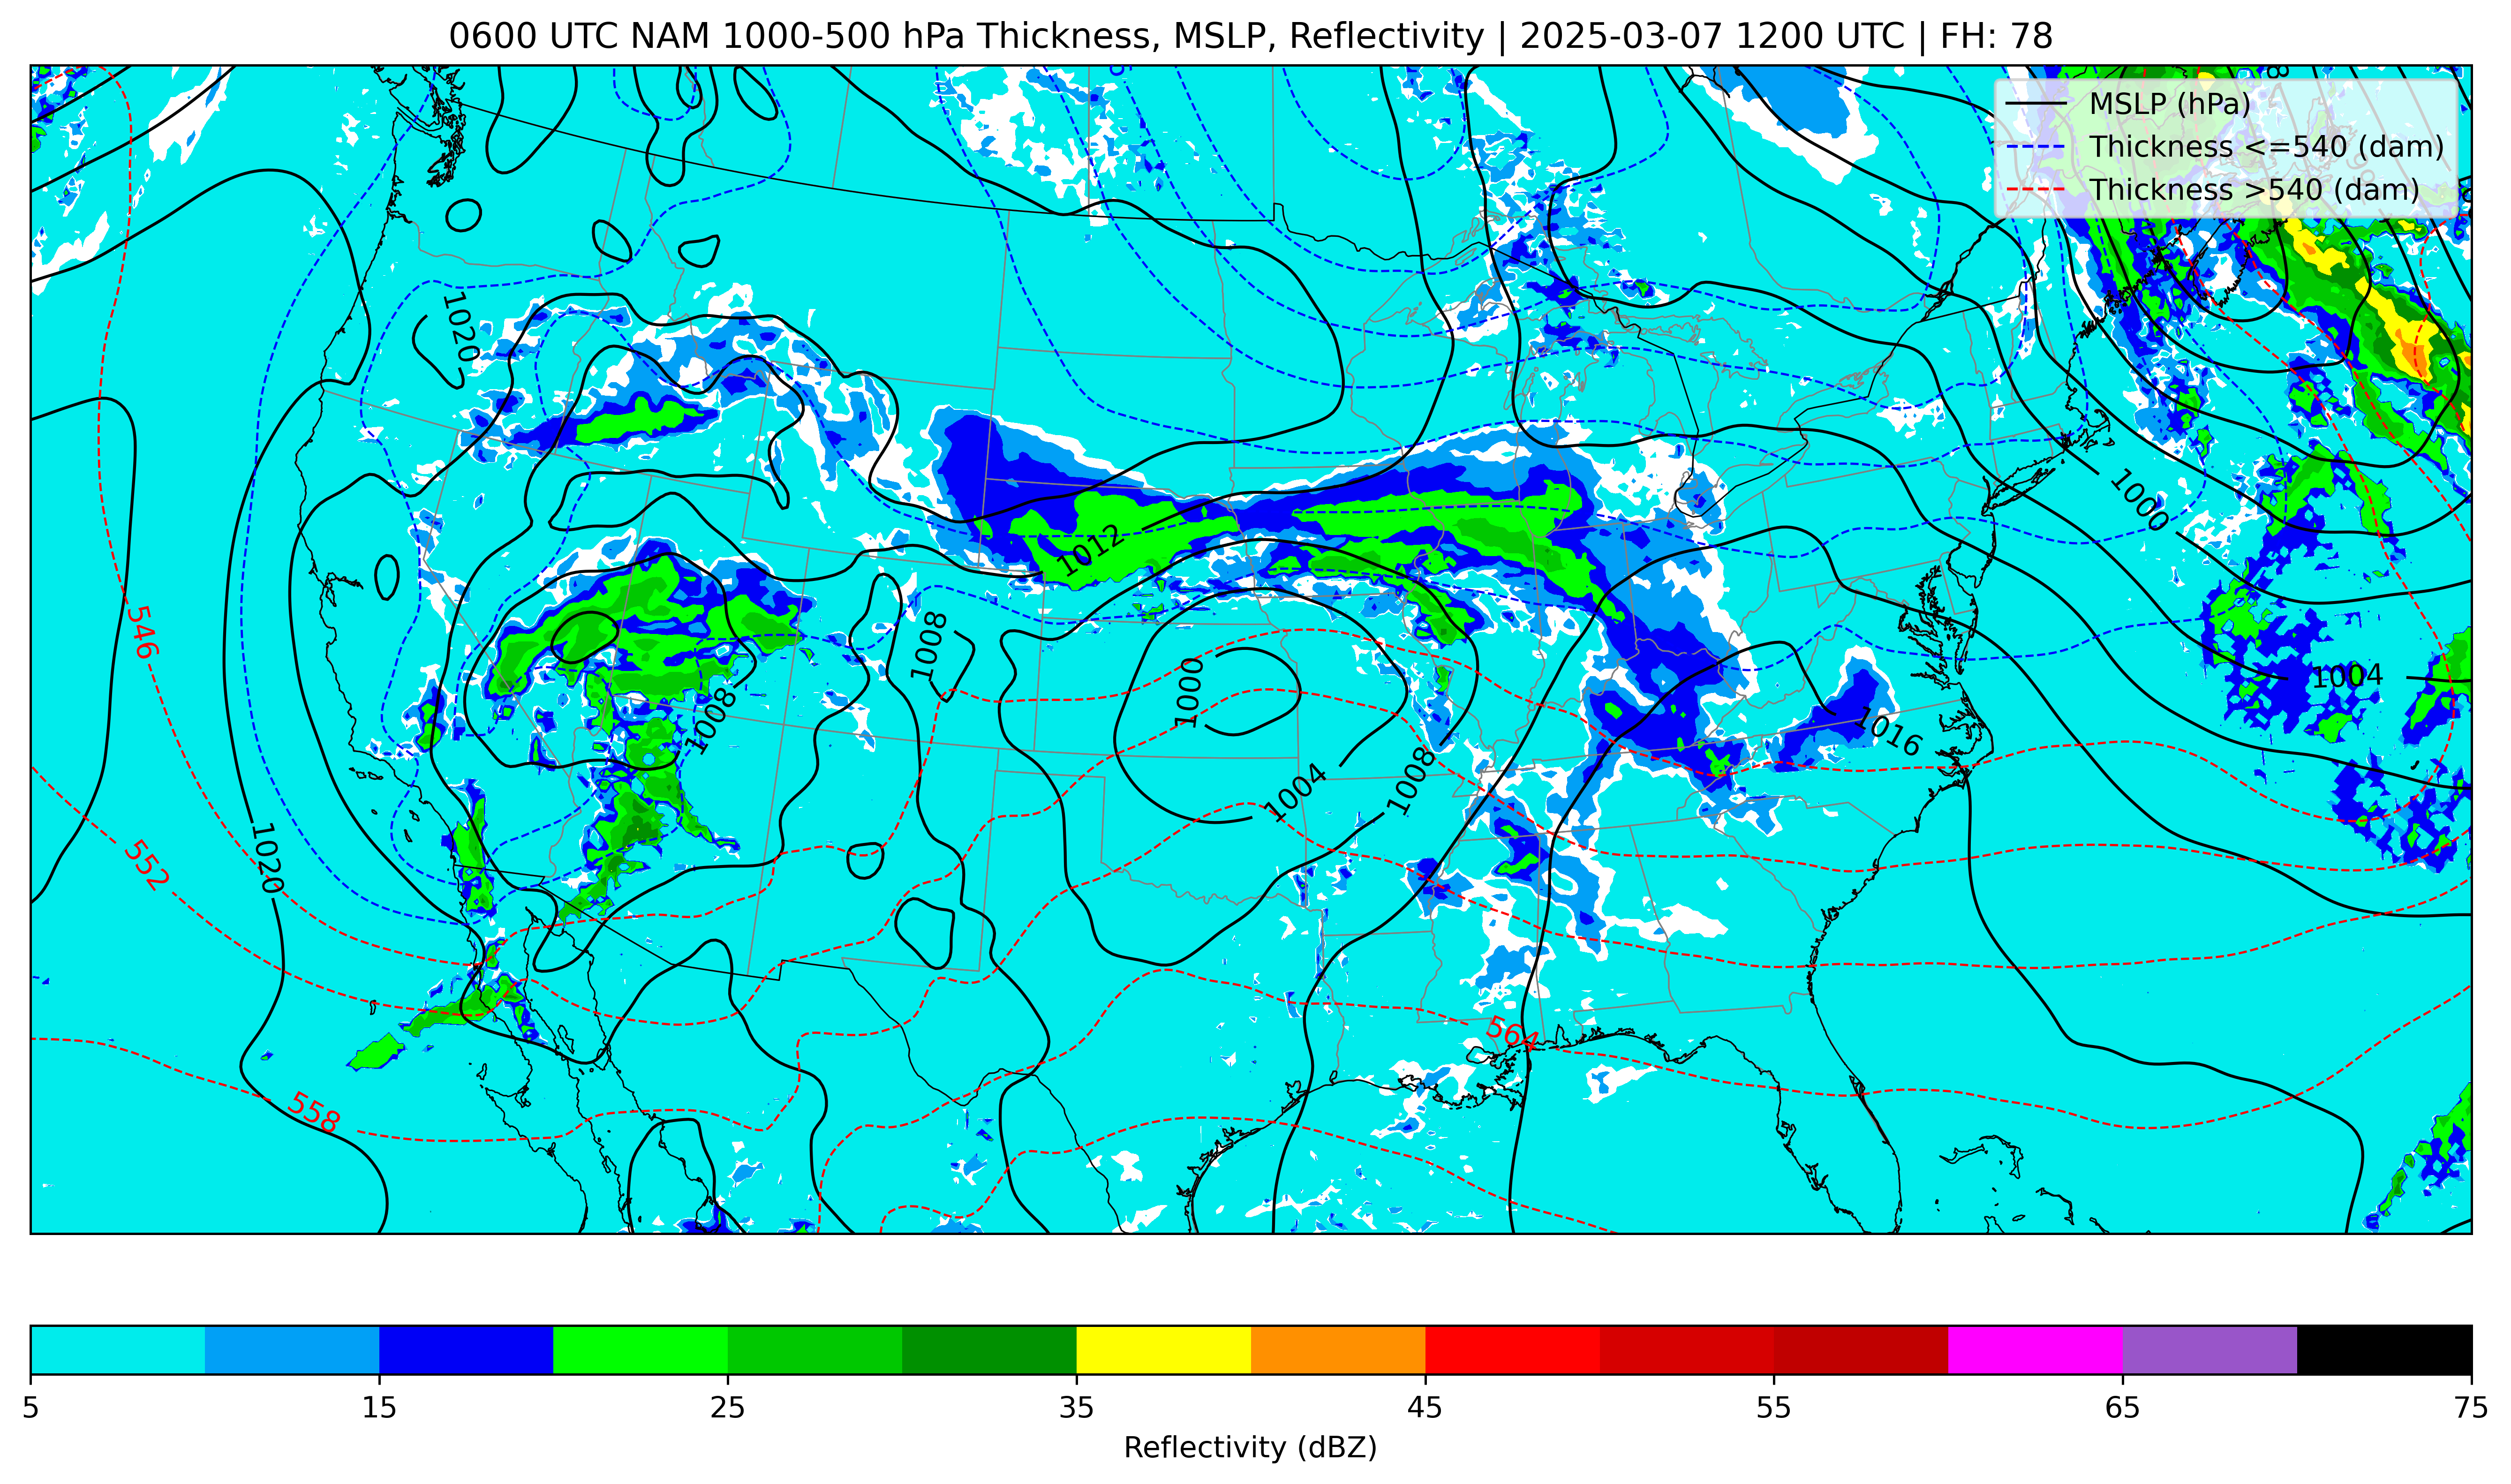 0600 UTC NAM 1000-500 hPa Thickness, MSLP, Reflectivity | 2025-03-07 1200 UTC | FH: 78
MSLP (hPa)
Thickness <=540 (dam)
Thickness >540 (dam)
1020
1000
1012
546
1008
1004
1000
1008
1016
1008
1004
552
1020
564
558
5 15 25 35 45 55 65 75
Reflectivity (dBZ)